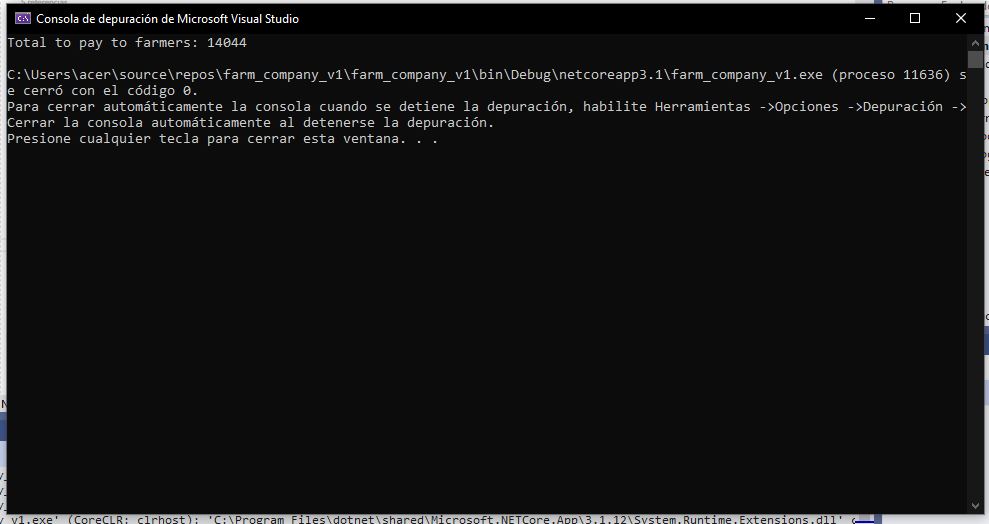 Consola de depuración de Microsoft Visual Studio
Total to pay to farmers: 14044
C:\Users\acer\source\repos\farm_company_v1\farm_company_v1\bin\Debug\netcoreapp3.1\farm_company_v1.exe (proceso 11636) s
e cerró con el código 0.
Para cerrar automáticamente la consola cuando se detiene la depuración, habilite Herramientas ->Opciones ->Depuración ->
Cerrar la consola automáticamente al detenerse la depuración.
Presione cualquier tecla para cerrar esta ventana. . .
v1.exe' (CoreCLR: clrhost): 'C:\Program Files\dotnet\shared\Microsoft.NETCore.App\3.1.12\System.Runtime.Extensions.dll'